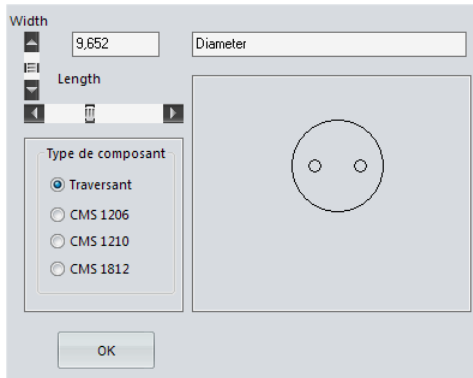 Width
9,652
Diameter
Length
Type de composant
Traversant
CMS 1206
CMS 1210
CMS 1812
OK